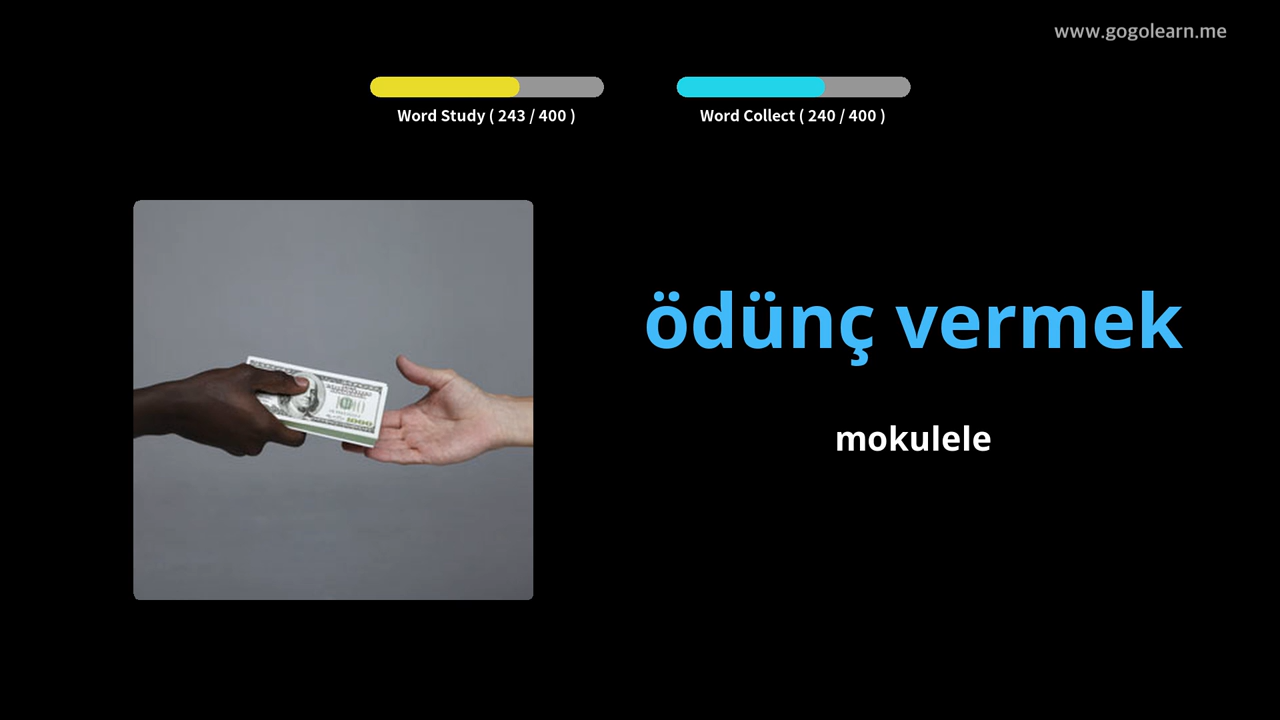 www.gogolearn.me
Word Study ( 243 / 400 )
Word Collect ( 240 / 400 )
ödünç vermek
mokulele